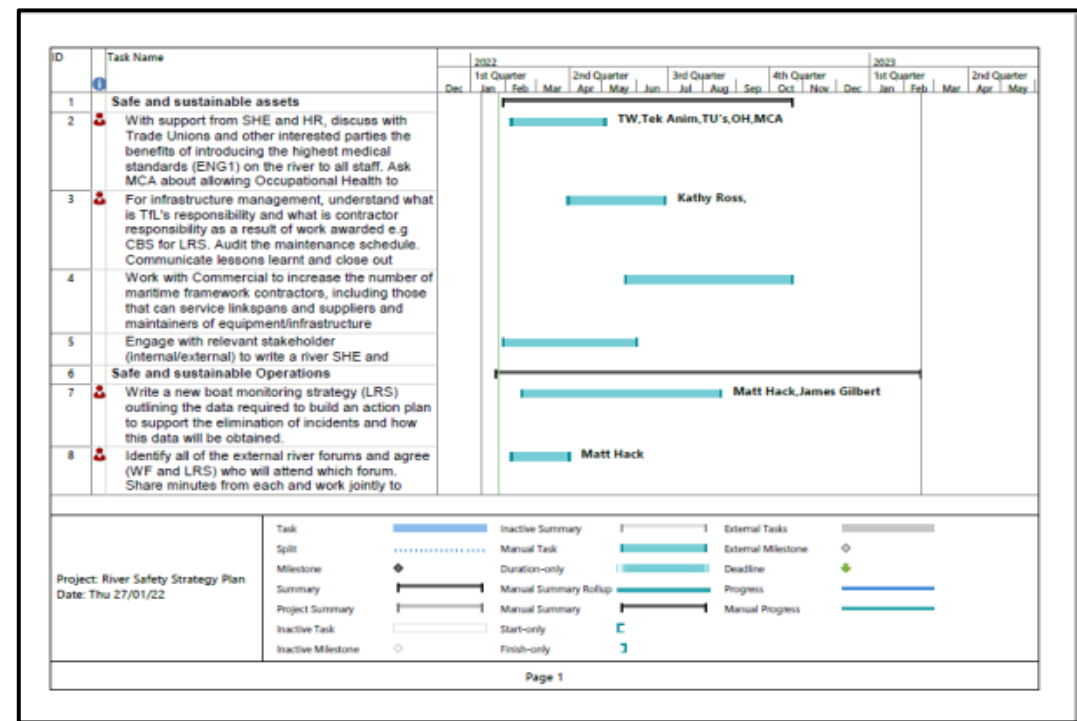 ID Task Name
2022 2023
1st Quarter 2nd Quarter 3rd Quarter 4th Quarter 1st Quarter 2nd Quarter
Dec Jan Feb Mar Apr May Jun Jul Aug Sep Oct Nov Dec Jan Feb Mar Apr May
1 Safe and sustainable assets
2 With support from SHE and HR, discuss with TW,Tek Anim,TU's,OH,MCA
Trade Unions and other interested parties the
benefits of introducing the highest medical
standards (ENG1) on the river to all staff. Ask
MCA about allowing Occupational Health to
3 For infrastructure management, understand what Kathy Ross,
is TfL's responsibility and what is contractor
responsibility as a result of work awarded e.g
CBS for LRS. Audit the maintenance schedule.
Communicate lessons learnt and close out
4 Work with Commercial to increase the number of
maritime framework contractors, including those
that can service linkspans and suppliers and
maintainers of equipment/infrastructure
5 Engage with relevant stakeholder
(internal/external) to write a river SHE and
6 Safe and sustainable Operations
7 Write a new boat monitoring strategy (LRS) Matt Hack,James Gilbert
outlining the data required to build an action plan
to support the elimination of incidents and how
this data will be obtained.
8 Identify all of the external river forums and agree Matt Hack
(WF and LRS) who will attend which forum.
Share minutes from each and work jointly to
Project: River Safety Strategy Plan
Date: Thu 27/01/22
Task Inactive Summary External Tasks
Split Manual Task External Milestone
Milestone Duration-only Deadline
Summary Manual Summary Rollup Progress
Project Summary Manual Summary Manual Progress
Inactive Task Start-only
Inactive Milestone Finish-only
Page 1